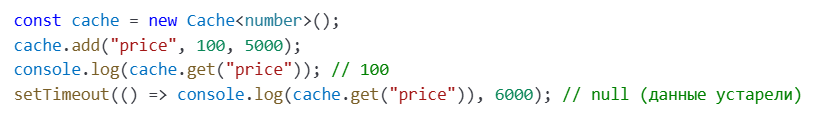 const cache = new Cache<number>();
cache.add("price", 100, 5000);
console.log(cache.get("price")); // 100
setTimeout(() => console.log(cache.get("price")), 6000); // null (данные устарели)